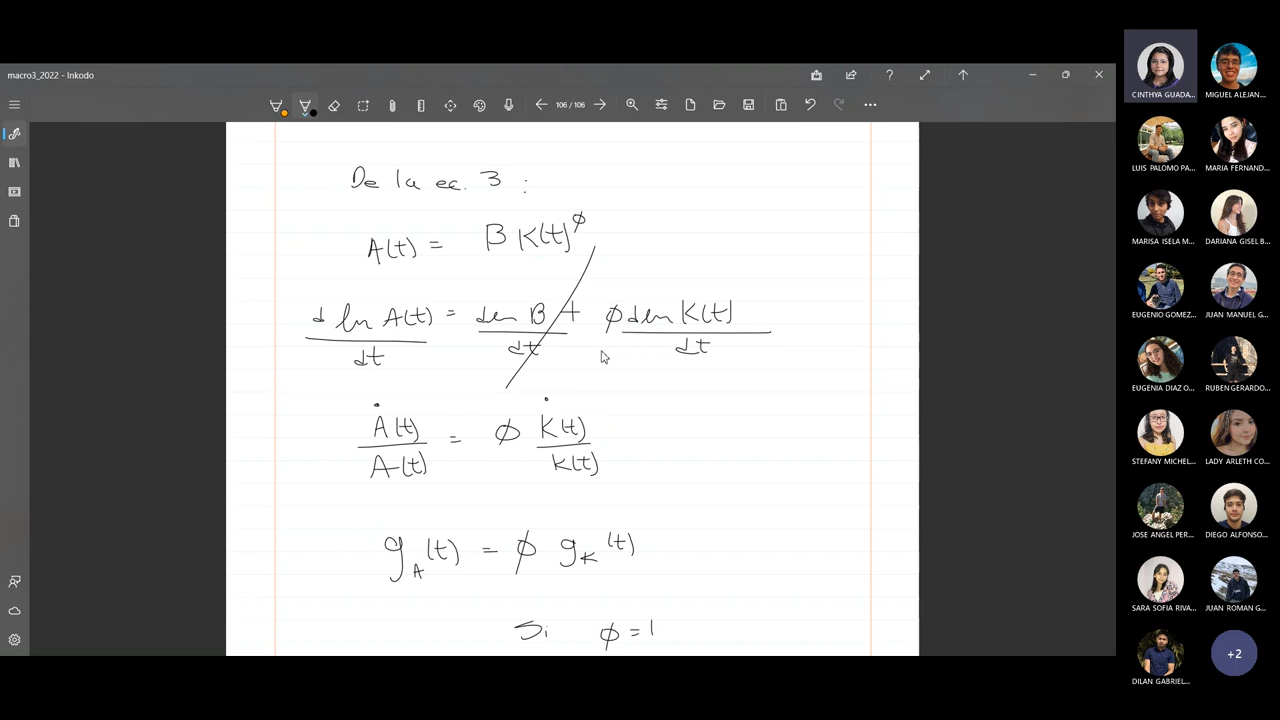 macro3_2022 - Inkodo
106 / 106
De la ec. 3 :
A(t) = B K(t)^ϕ
d ln A(t) = d ln B + ϕ d ln K(t)
dt dt dt
Ȧ(t) = ϕ K̇(t)
A(t) K(t)
g_A(t) = ϕ g_K(t)
Si ϕ = 1
CINTHYA GUADA...
MIGUEL ALEJAN...
LUIS PALOMO PA...
MARIA FERNAND...
MARISA ISELA M...
DARIANA GISEL B...
EUGENIO GOMEZ...
JUAN MANUEL G...
EUGENIA DIAZ O...
RUBEN GERARDO...
STEFANY MICHEL...
LADY ARLETH CO...
JOSE ANGEL PER...
DIEGO ALFONSO...
SARA SOFIA RIVA...
JUAN ROMAN G...
DILAN GABRIEL...
+2